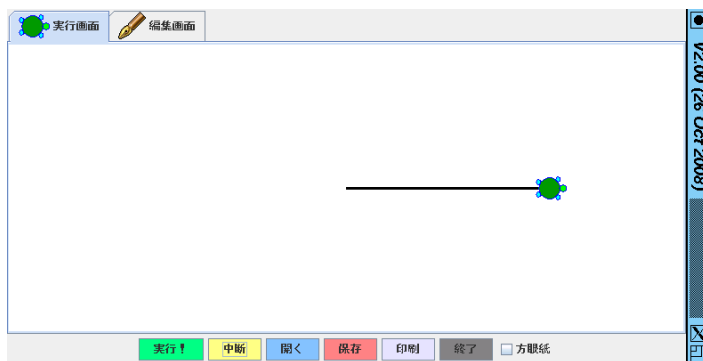 実行画面
編集画面
V2.00 (26 Oct 2008)
実行!
中断
開く
保存
印刷
終了
方眼紙